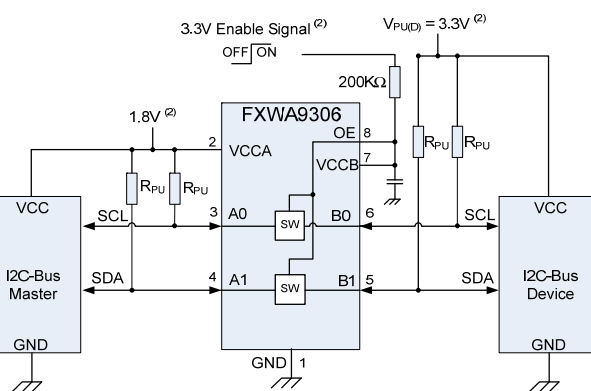 3.3V Enable Signal (2)
OFF ON
VPU(D) = 3.3V (2)
200KΩ
FXWA9306
1.8V (2)
OE 8
2 VCCA
VCCB 7
RPU RPU
RPU RPU
VCC
VCC
SCL 3 A0 SW B0 6 SCL
I2C-Bus
Master
I2C-Bus
Device
SDA 4 A1 SW B1 5 SDA
GND
GND 1
GND